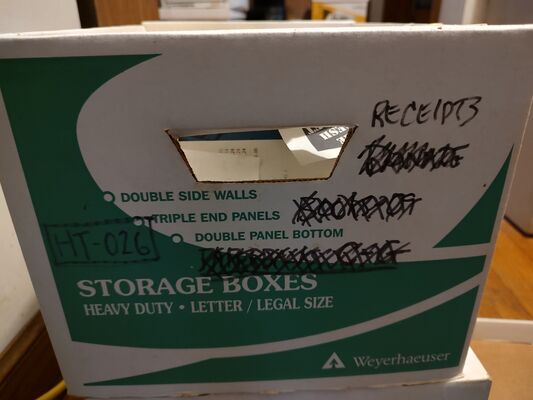 RECEIPTS
DOUBLE SIDE WALLS
TRIPLE END PANELS
DOUBLE PANEL BOTTOM
HT-026
STORAGE BOXES
HEAVY DUTY • LETTER / LEGAL SIZE
Weyerhaeuser